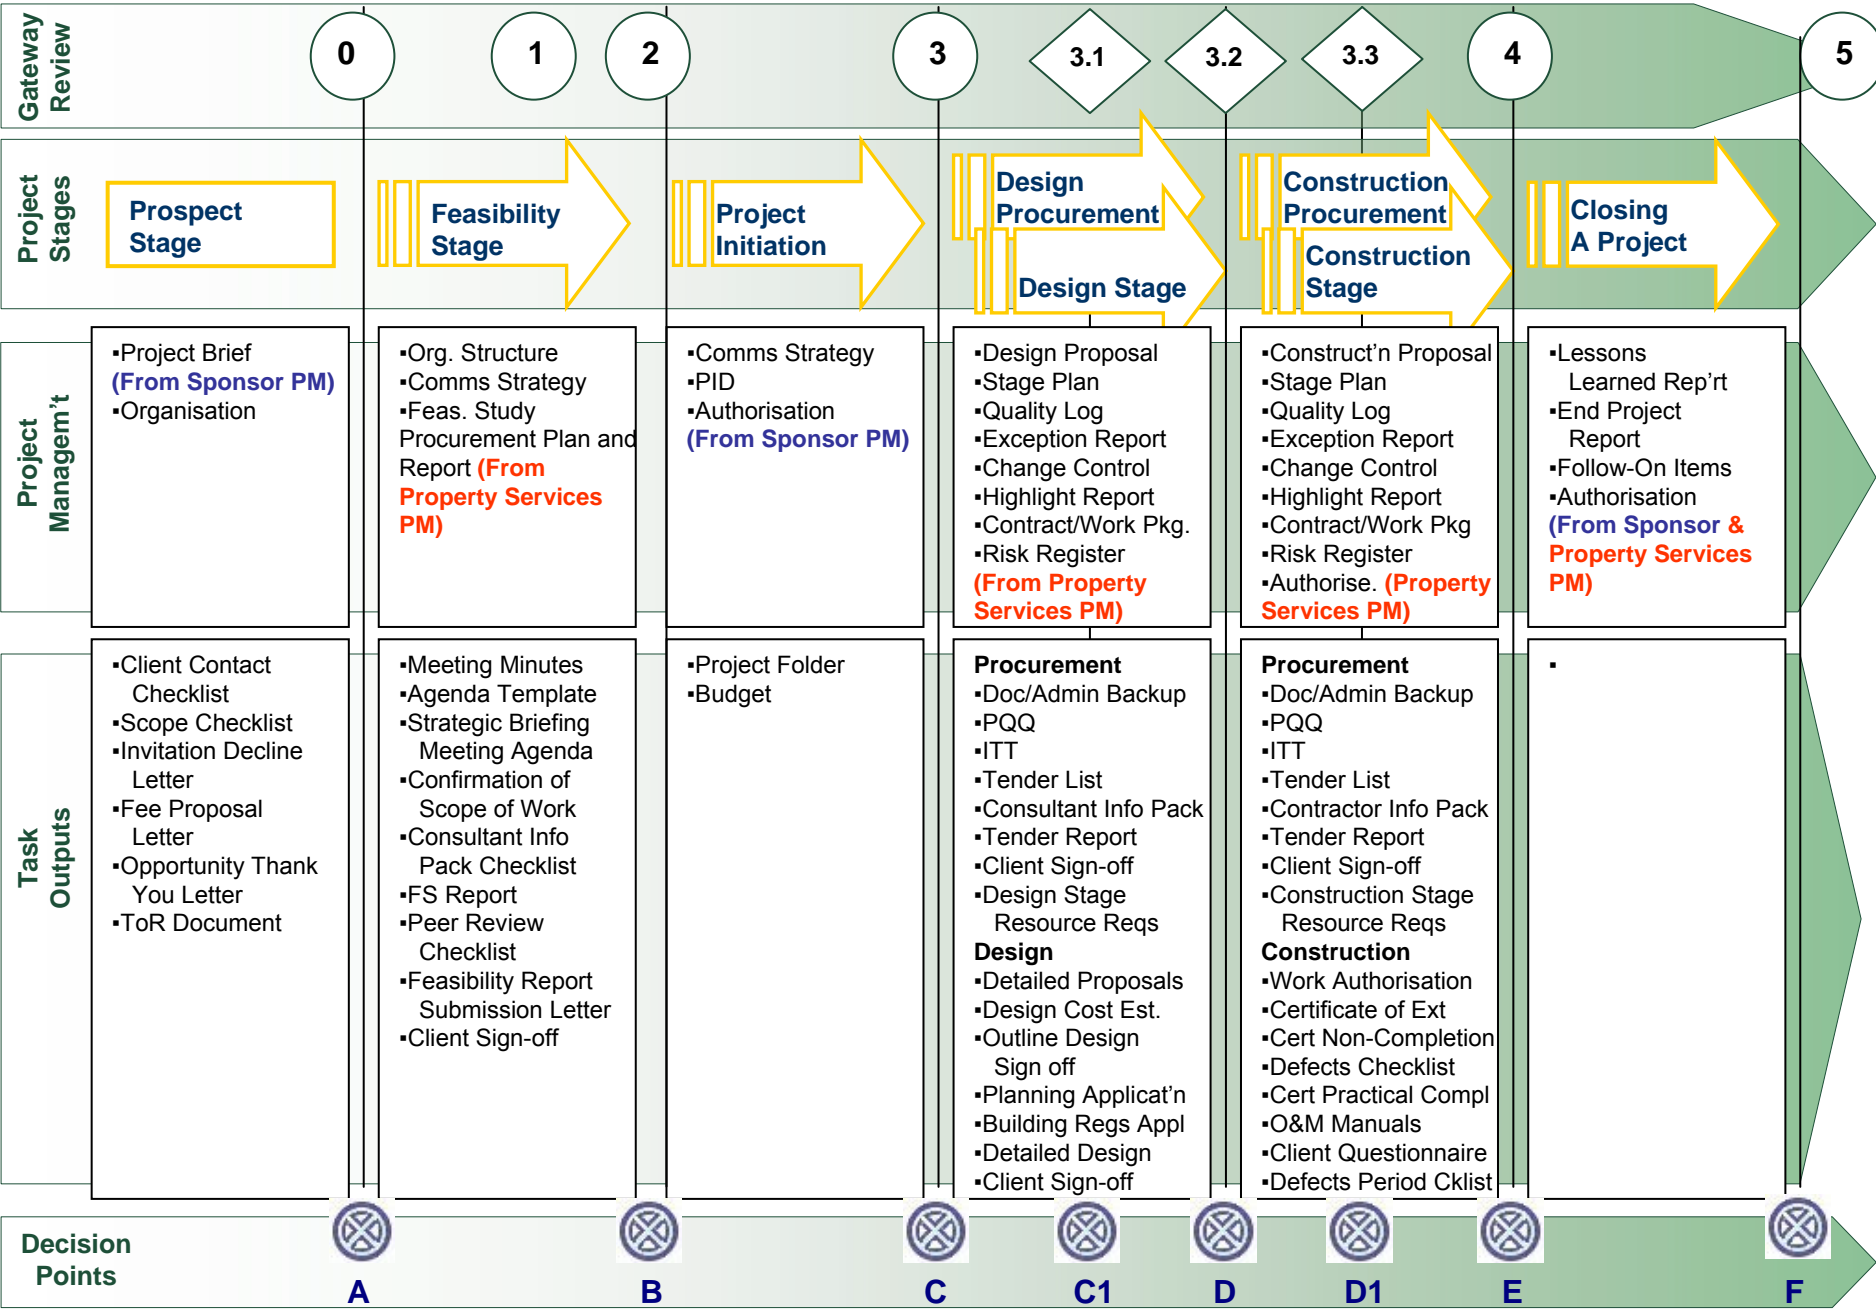 Gateway
Review
0
1
2
3
3.1
3.2
3.3
4
5
Project
Stages
Prospect
Stage
Feasibility
Stage
Project
Initiation
Design
Procurement
Design Stage
Construction
Procurement
Construction
Stage
Closing
A Project
Project
Managem't
▪Project Brief
(From Sponsor PM)
▪Organisation
▪Org. Structure
▪Comms Strategy
▪Feas. Study
Procurement Plan and
Report (From
Property Services
PM)
▪Comms Strategy
▪PID
▪Authorisation
(From Sponsor PM)
▪Design Proposal
▪Stage Plan
▪Quality Log
▪Exception Report
▪Change Control
▪Highlight Report
▪Contract/Work Pkg.
▪Risk Register
(From Property
Services PM)
▪Construct'n Proposal
▪Stage Plan
▪Quality Log
▪Exception Report
▪Change Control
▪Highlight Report
▪Contract/Work Pkg
▪Risk Register
▪Authorise. (Property
Services PM)
▪Lessons
Learned Rep'rt
▪End Project
Report
▪Follow-On Items
▪Authorisation
(From Sponsor &
Property Services
PM)
Task
Outputs
▪Client Contact
Checklist
▪Scope Checklist
▪Invitation Decline
Letter
▪Fee Proposal
Letter
▪Opportunity Thank
You Letter
▪ToR Document
▪Meeting Minutes
▪Agenda Template
▪Strategic Briefing
Meeting Agenda
▪Confirmation of
Scope of Work
▪Consultant Info
Pack Checklist
▪FS Report
▪Peer Review
Checklist
▪Feasibility Report
Submission Letter
▪Client Sign-off
▪Project Folder
▪Budget
Procurement
▪Doc/Admin Backup
▪PQQ
▪ITT
▪Tender List
▪Consultant Info Pack
▪Tender Report
▪Client Sign-off
▪Design Stage
Resource Reqs
Design
▪Detailed Proposals
▪Design Cost Est.
▪Outline Design
Sign off
▪Planning Applicat'n
▪Building Regs Appl
▪Detailed Design
▪Client Sign-off
Procurement
▪Doc/Admin Backup
▪PQQ
▪ITT
▪Tender List
▪Contractor Info Pack
▪Tender Report
▪Client Sign-off
▪Construction Stage
Resource Reqs
Construction
▪Work Authorisation
▪Certificate of Ext
▪Cert Non-Completion
▪Defects Checklist
▪Cert Practical Compl
▪O&M Manuals
▪Client Questionnaire
▪Defects Period Cklist
▪
Decision
Points
A
B
C
C1
D
D1
E
F